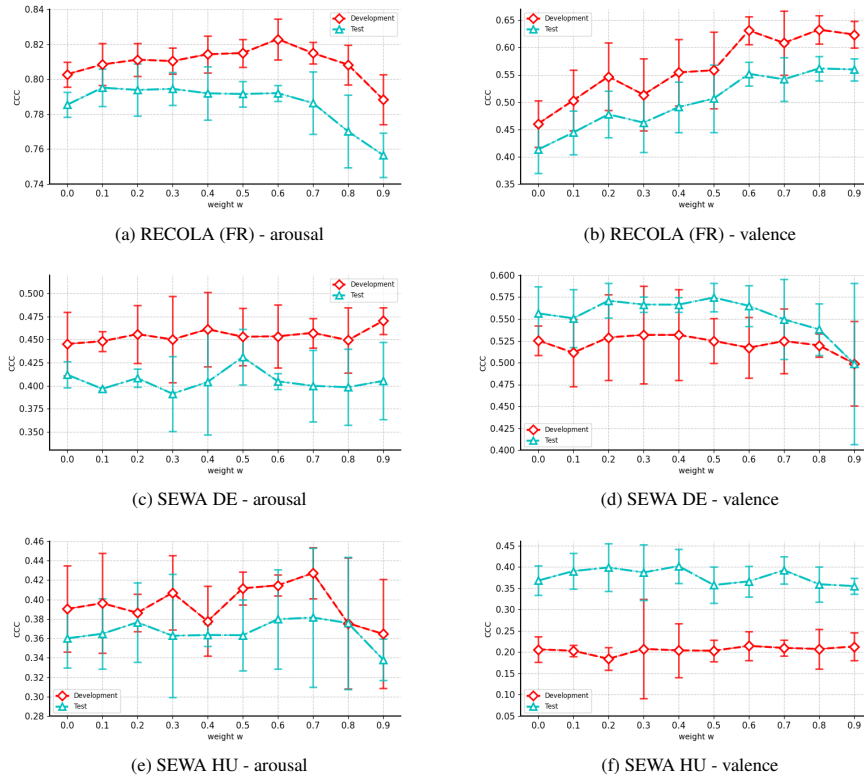 0.84
0.82
0.80
0.78
0.76
0.74
CCC
Development
Test
0.0 0.1 0.2 0.3 0.4 0.5 0.6 0.7 0.8 0.9
weight w
(a) RECOLA (FR) - arousal
0.65
0.60
0.55
0.50
0.45
0.40
0.35
CCC
Development
Test
0.0 0.1 0.2 0.3 0.4 0.5 0.6 0.7 0.8 0.9
weight w
(b) RECOLA (FR) - valence
0.500
0.475
0.450
0.425
0.400
0.375
0.350
CCC
Development
Test
0.0 0.1 0.2 0.3 0.4 0.5 0.6 0.7 0.8 0.9
weight w
(c) SEWA DE - arousal
0.600
0.575
0.550
0.525
0.500
0.475
0.450
0.425
0.400
CCC
Development
Test
0.0 0.1 0.2 0.3 0.4 0.5 0.6 0.7 0.8 0.9
weight w
(d) SEWA DE - valence
0.46
0.44
0.42
0.40
0.38
0.36
0.34
0.32
0.30
0.28
CCC
Development
Test
0.0 0.1 0.2 0.3 0.4 0.5 0.6 0.7 0.8 0.9
weight w
(e) SEWA HU - arousal
0.45
0.40
0.35
0.30
0.25
0.20
0.15
0.10
0.05
CCC
Development
Test
0.0 0.1 0.2 0.3 0.4 0.5 0.6 0.7 0.8 0.9
weight w
(f) SEWA HU - valence